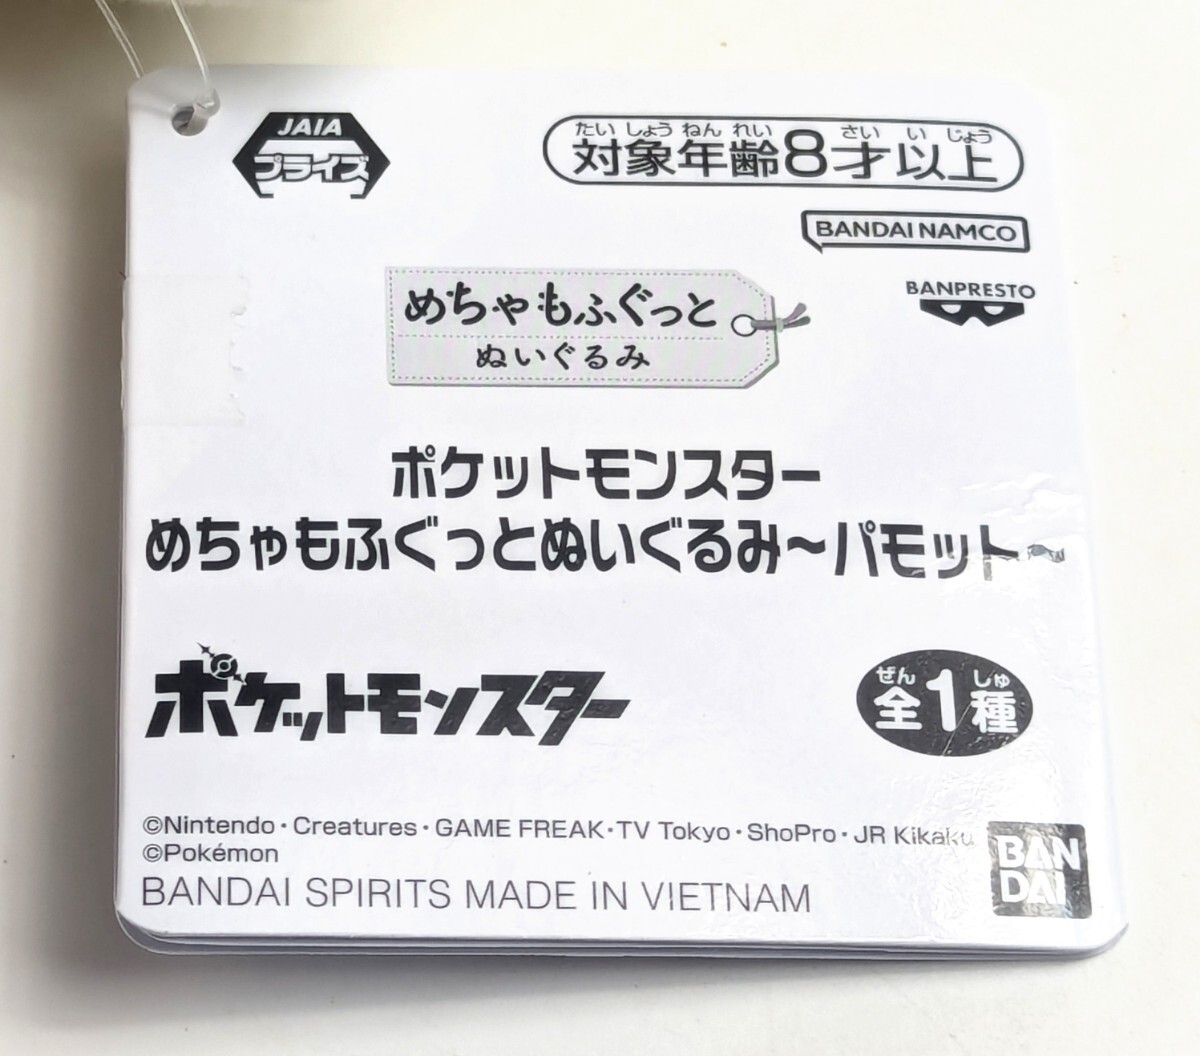 JAIA
プライズ
たい しょう ねん れい さい い じょう
対象年齢8才以上
BANDAI NAMCO
BANPRESTO
めちゃもふぐっと
ぬいぐるみ
ポケットモンスター
めちゃもふぐっとぬいぐるみ～パモット～
ポケットモンスター
ぜん しゅ
全1種
©Nintendo・Creatures・GAME FREAK・TV Tokyo・ShoPro・JR Kikaku
©Pokémon
BANDAI SPIRITS MADE IN VIETNAM
BAN
DAI